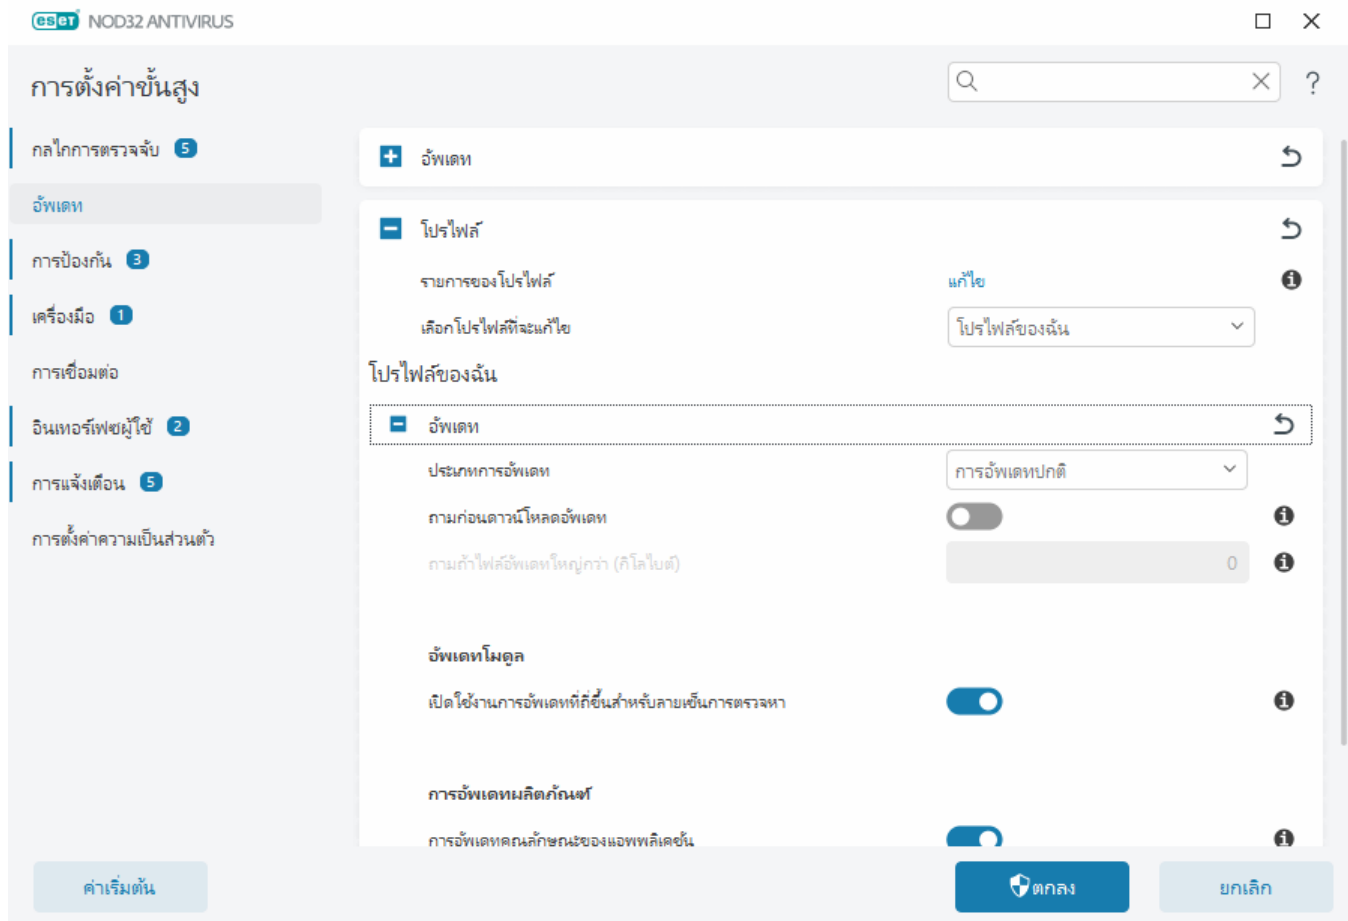 eset NOD32 ANTIVIRUS
การตั้งค่าขั้นสูง
?
กลไกการตรวจจับ 5
อัพเดท
การป้องกัน 3
เครื่องมือ 1
การเชื่อมต่อ
อินเทอร์เฟซผู้ใช้ 2
การแจ้งเตือน 5
การตั้งค่าความเป็นส่วนตัว
อัพเดท
โปรไฟล์
รายการของโปรไฟล์ แก้ไข
เลือกโปรไฟล์ที่จะแก้ไข โปรไฟล์ของฉัน
โปรไฟล์ของฉัน
อัพเดท
ประเภทการอัพเดท การอัพเดทปกติ
ถามก่อนดาวน์โหลดอัพเดท
ถามถ้าไฟล์อัพเดทใหญ่กว่า (กิโลไบต์) 0
อัพเดทโมดูล
เปิดใช้งานการอัพเดทที่ถี่ขึ้นสำหรับลายเซ็นการตรวจหา
การอัพเดทผลิตภัณฑ์
การอัพเดทคุณลักษณะของแอพพลิเคชั่น
ค่าเริ่มต้น ตกลง ยกเลิก